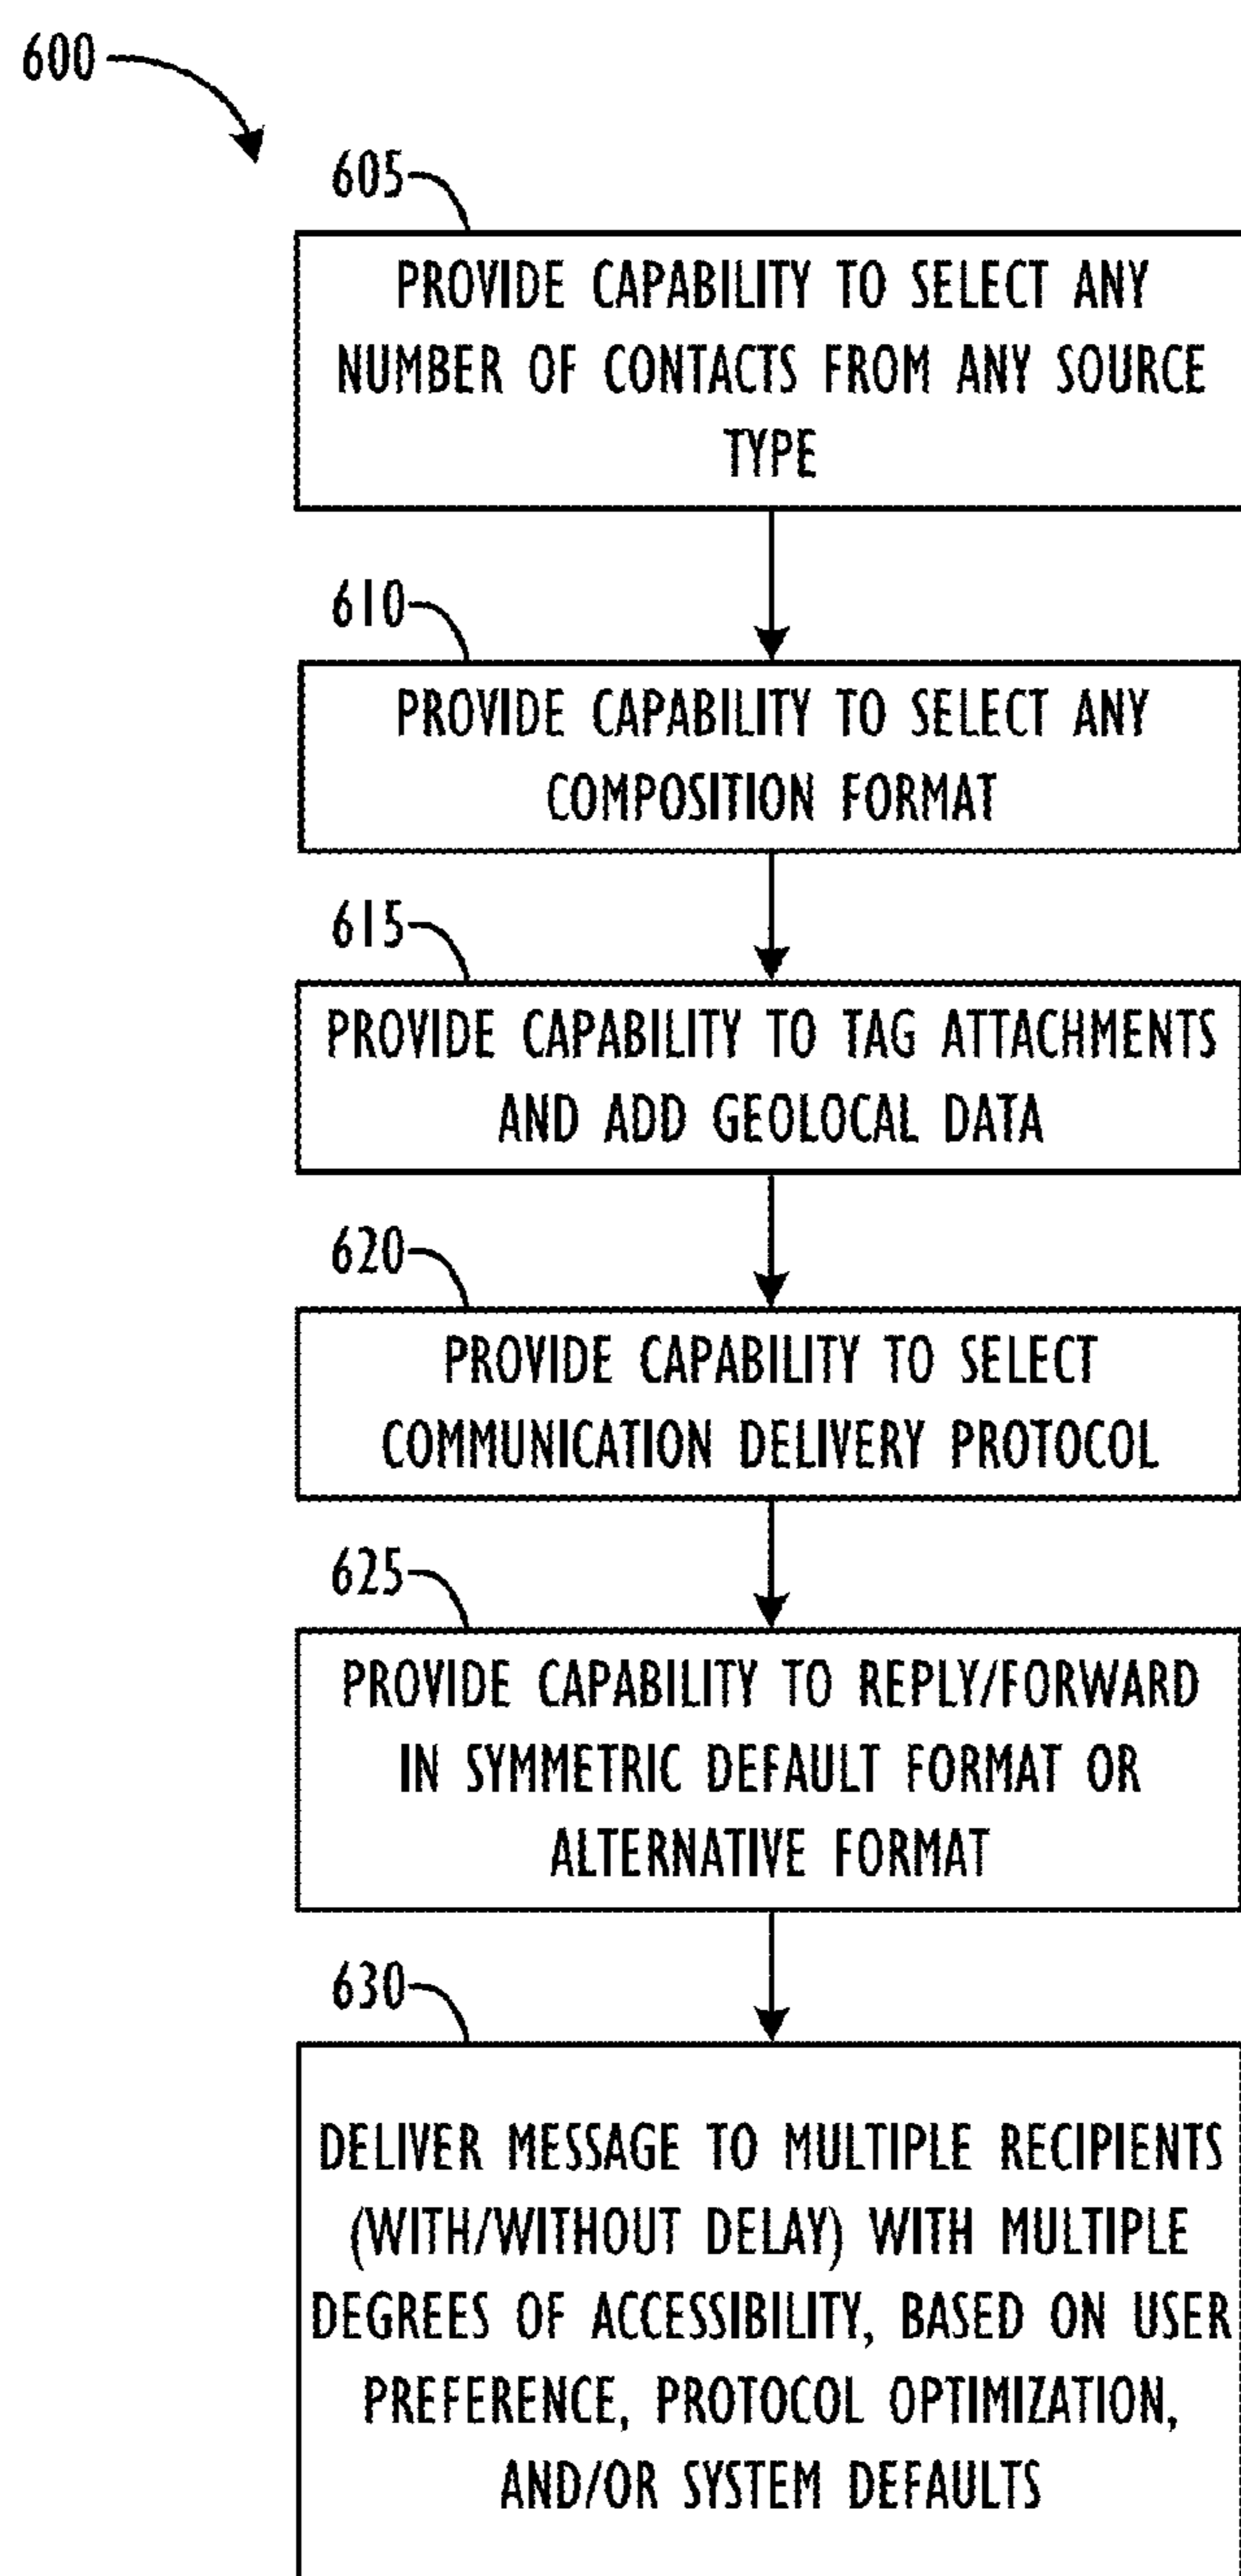 600
605
PROVIDE CAPABILITY TO SELECT ANY
NUMBER OF CONTACTS FROM ANY SOURCE
TYPE
610
PROVIDE CAPABILITY TO SELECT ANY
COMPOSITION FORMAT
615
PROVIDE CAPABILITY TO TAG ATTACHMENTS
AND ADD GEOLOCAL DATA
620
PROVIDE CAPABILITY TO SELECT
COMMUNICATION DELIVERY PROTOCOL
625
PROVIDE CAPABILITY TO REPLY/FORWARD
IN SYMMETRIC DEFAULT FORMAT OR
ALTERNATIVE FORMAT
630
DELIVER MESSAGE TO MULTIPLE RECIPIENTS
(WITH/WITHOUT DELAY) WITH MULTIPLE
DEGREES OF ACCESSIBILITY, BASED ON USER
PREFERENCE, PROTOCOL OPTIMIZATION,
AND/OR SYSTEM DEFAULTS